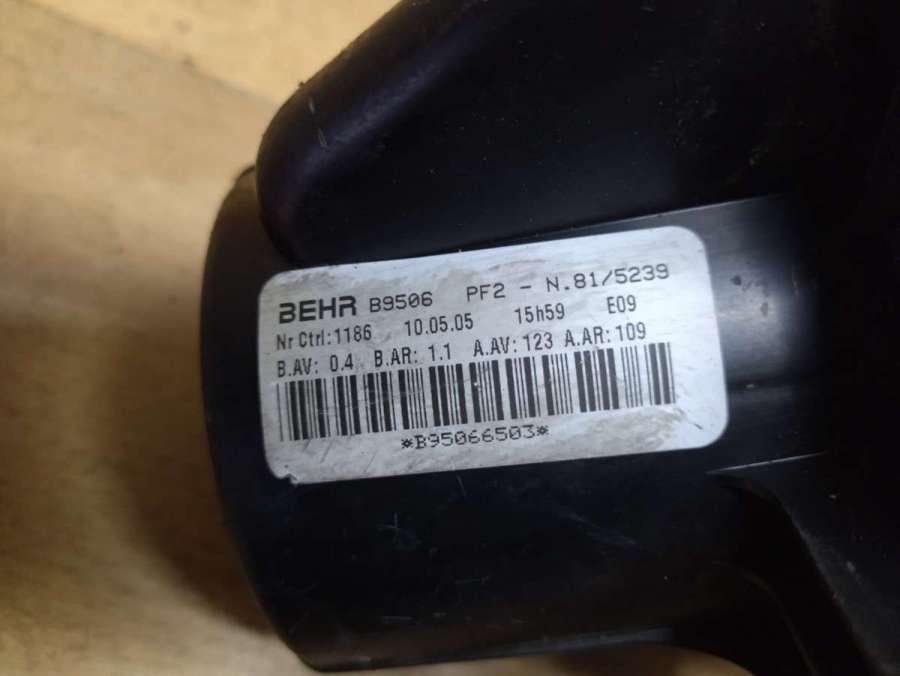 BEHR B9506 PF2 - N.81/5239
Nr Ctrl:1186 10.05.05 15h59 E09
B.AV: 0.4 B.AR: 1.1 A.AV: 123 A.AR: 109
*B95066503*